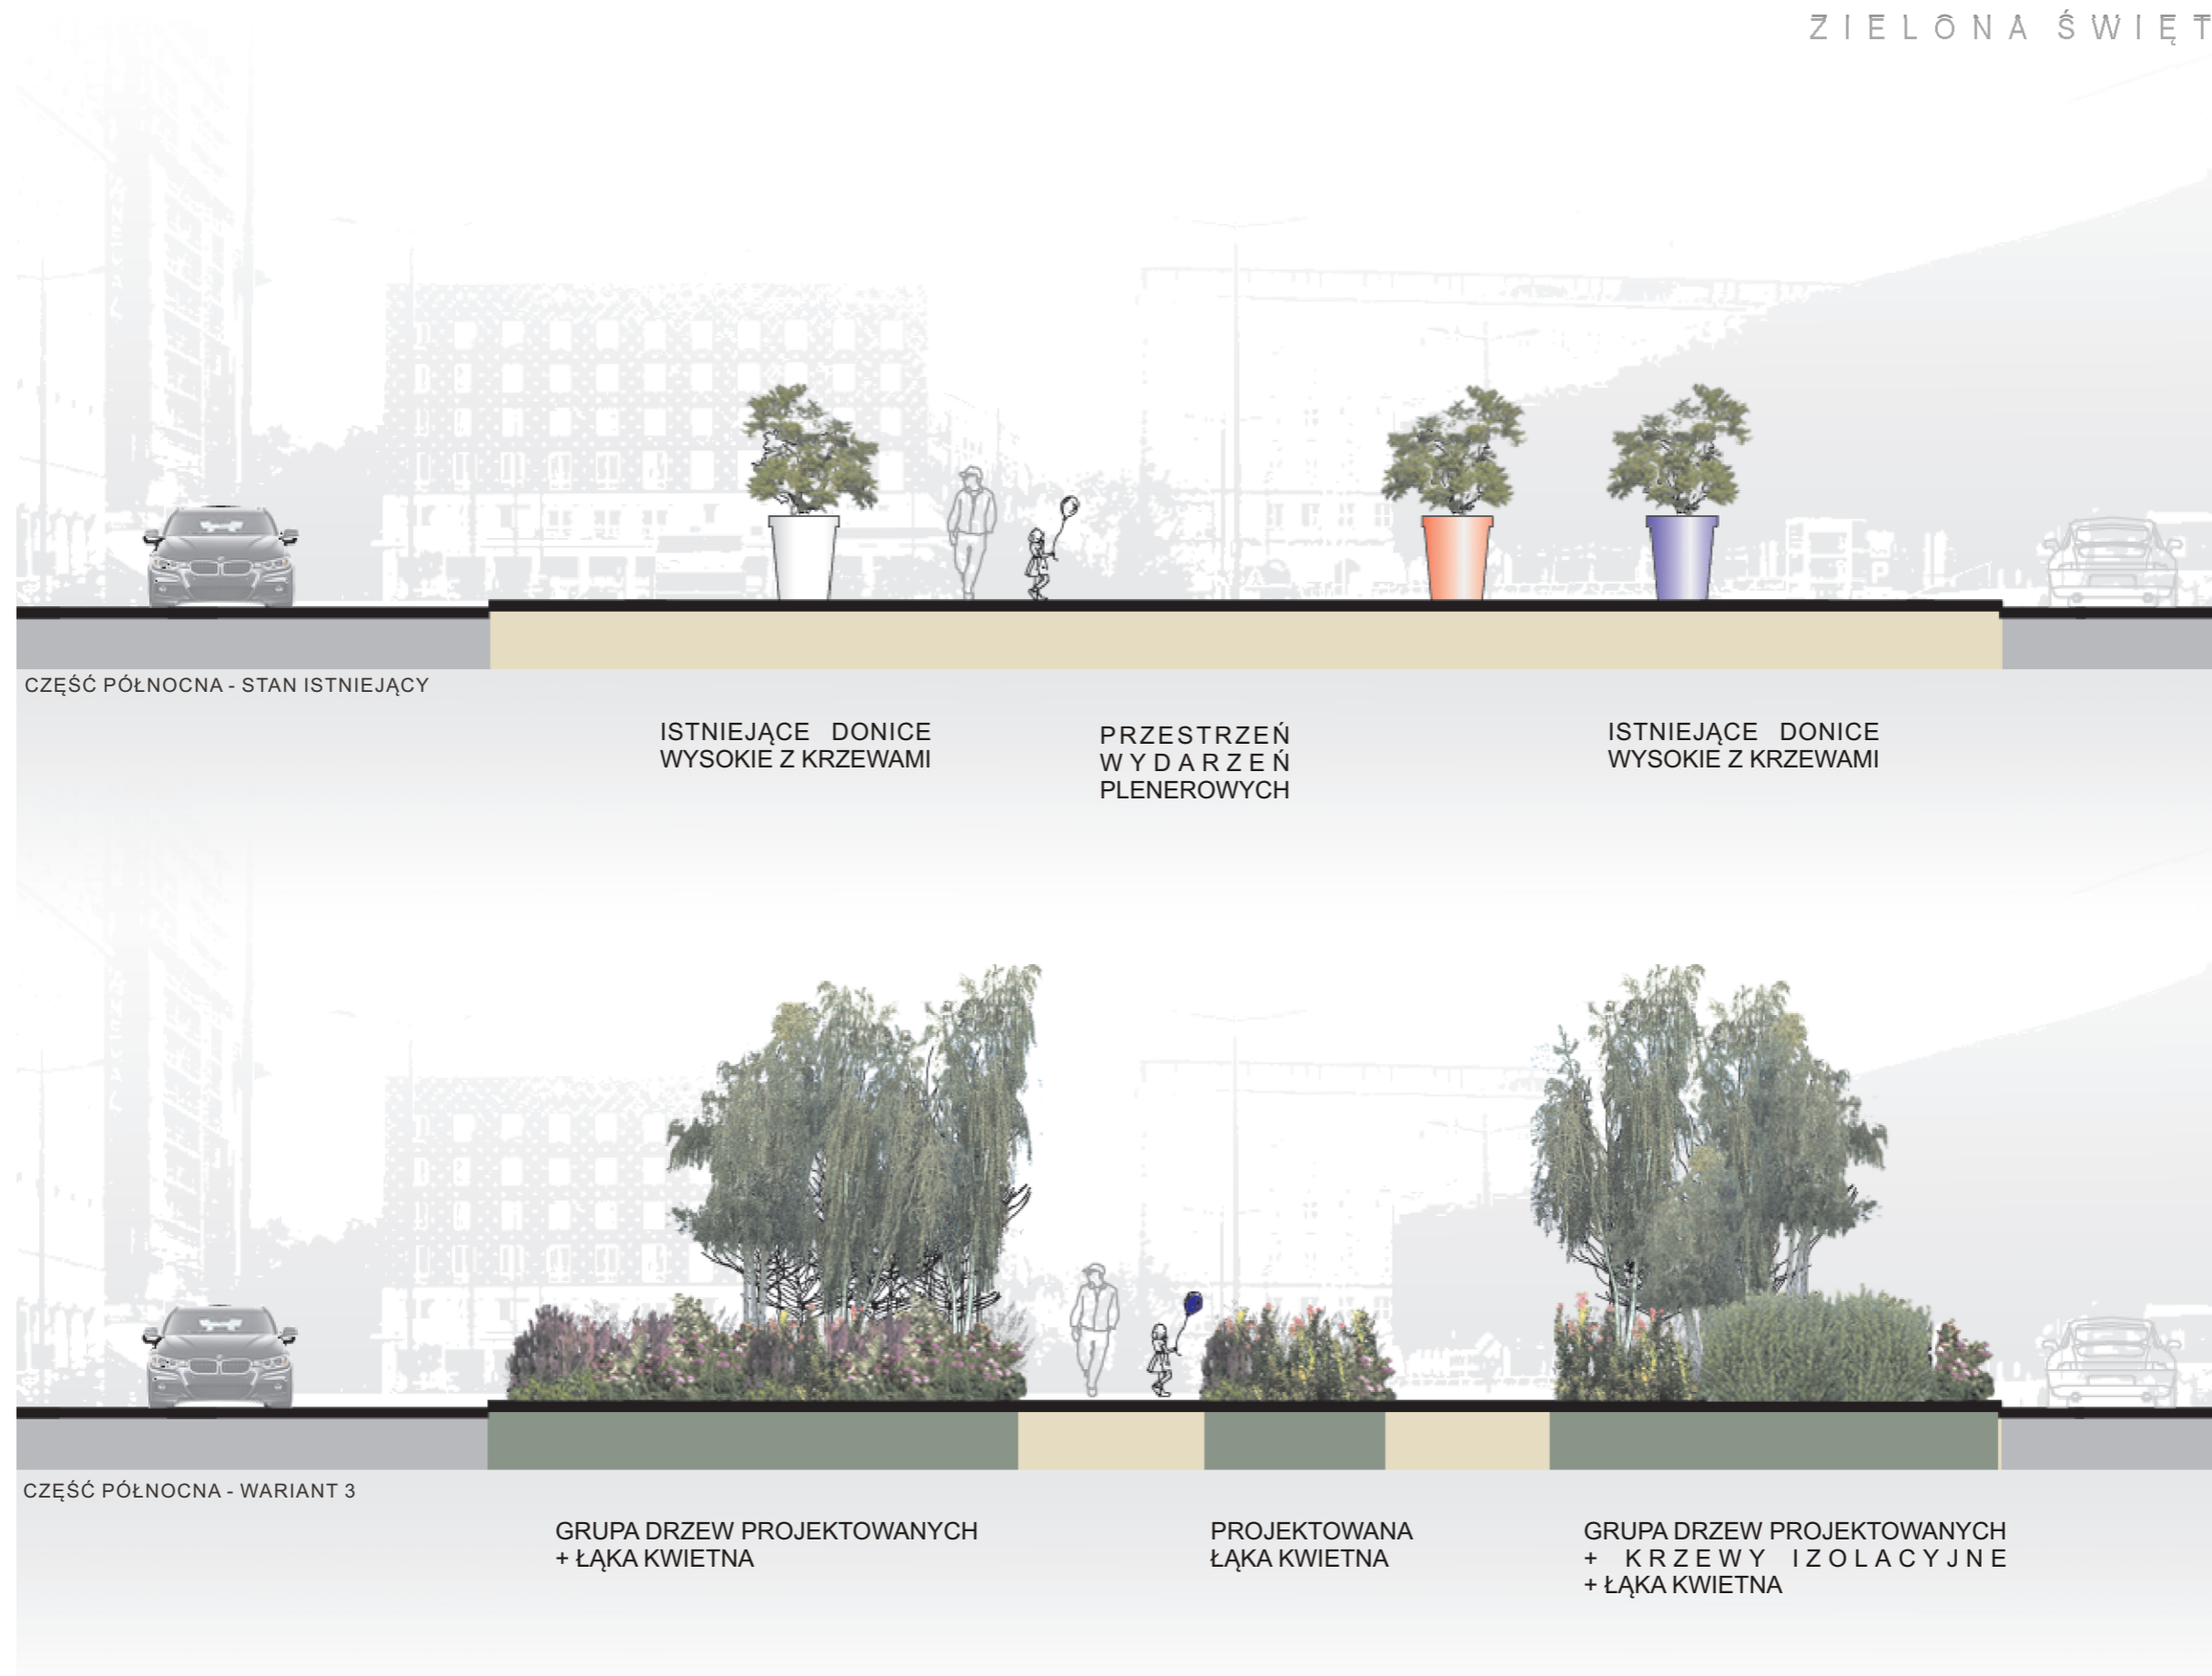 ZIELONA ŚWIĘT
CZĘŚĆ PÓŁNOCNA - STAN ISTNIEJĄCY
ISTNIEJĄCE DONICE
WYSOKIE Z KRZEWAMI
PRZESTRZEŃ
WYDARZEŃ
PLENEROWYCH
ISTNIEJĄCE DONICE
WYSOKIE Z KRZEWAMI
CZĘŚĆ PÓŁNOCNA - WARIANT 3
GRUPA DRZEW PROJEKTOWANYCH
+ ŁĄKA KWIETNA
PROJEKTOWANA
ŁĄKA KWIETNA
GRUPA DRZEW PROJEKTOWANYCH
+ KRZEWY IZOLACYJNE
+ ŁĄKA KWIETNA